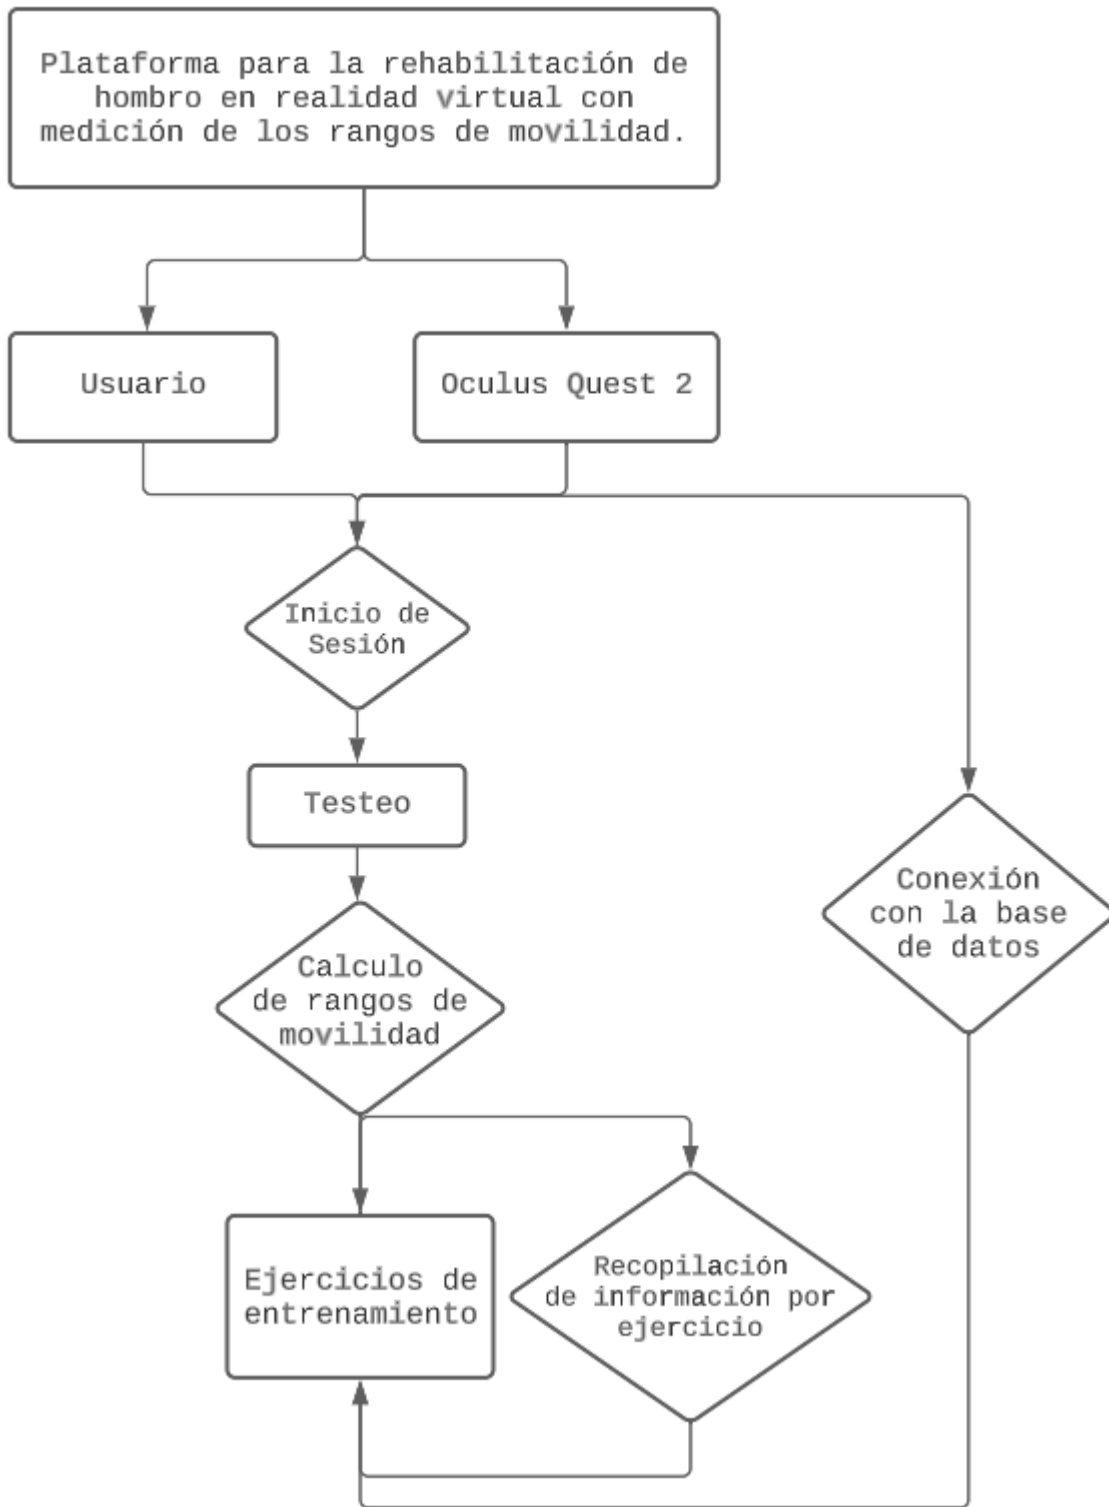 Plataforma para la rehabilitación de
hombro en realidad virtual con
medición de los rangos de movilidad.
Usuario
Oculus Quest 2
Inicio de
Sesión
Testeo
Conexión
con la base
de datos
Calculo
de rangos de
movilidad
Ejercicios de
entrenamiento
Recopilación
de información por
ejercicio